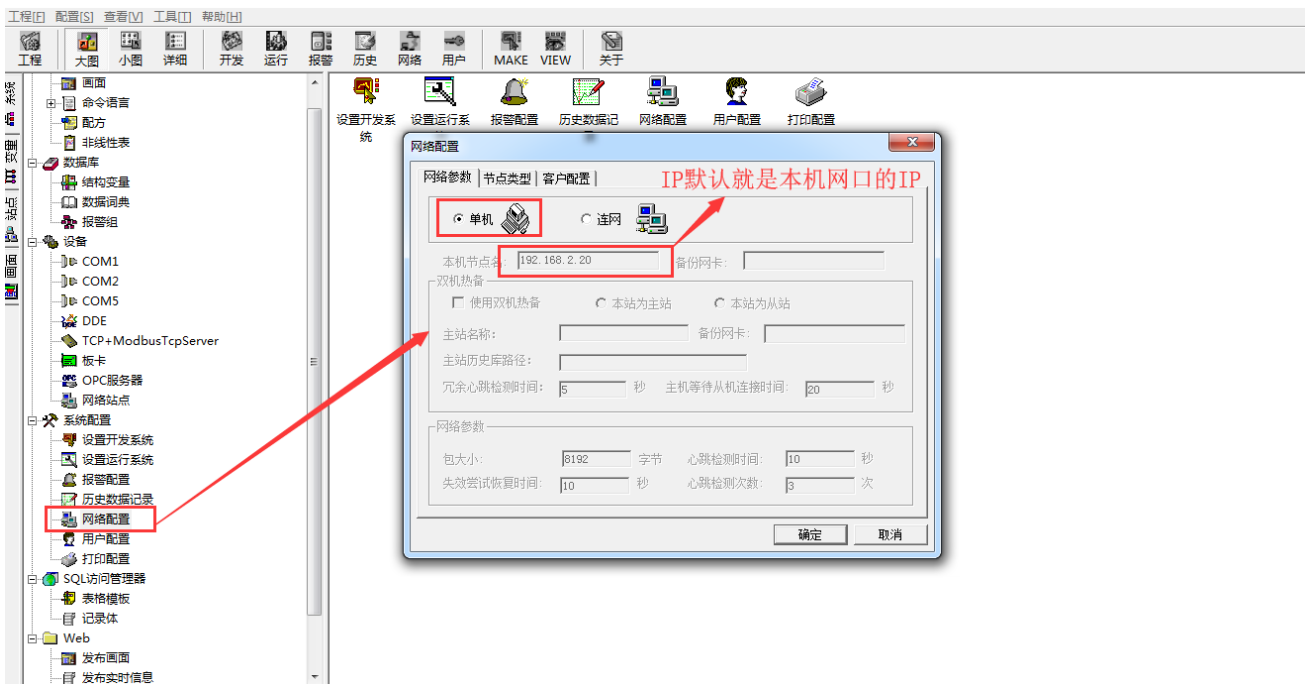 工程[F] 配置[S] 查看[V] 工具[T] 帮助[H]
工程 大图 小图 详细 开发 运行 报警 历史 网络 用户 MAKE VIEW 关于
系统
变量
站点
画面
画面
命令语言
配方
非线性表
数据库
结构变量
数据词典
报警组
设备
COM1
COM2
COM5
DDE
TCP+ModbusTcpServer
板卡
OPC服务器
网络站点
系统配置
设置开发系统
设置运行系统
报警配置
历史数据记录
网络配置
用户配置
打印配置
SQL访问管理器
表格模板
记录体
Web
发布画面
发布实时信息
设置开发系统 设置运行系 报警配置 历史数据记 网络配置 用户配置 打印配置
网络配置
网络参数 节点类型 客户配置
IP默认就是本机网口的IP
单机 连网
本机节点名: 192.168.2.20 备份网卡:
双机热备
使用双机热备 本站为主站 本站为从站
主站名称: 备份网卡:
主站历史库路径:
冗余心跳检测时间: 5 秒 主机等待从机连接时间: 20 秒
网络参数
包大小: 8192 字节 心跳检测时间: 10 秒
失效尝试恢复时间: 10 秒 心跳检测次数: 3 次
确定 取消